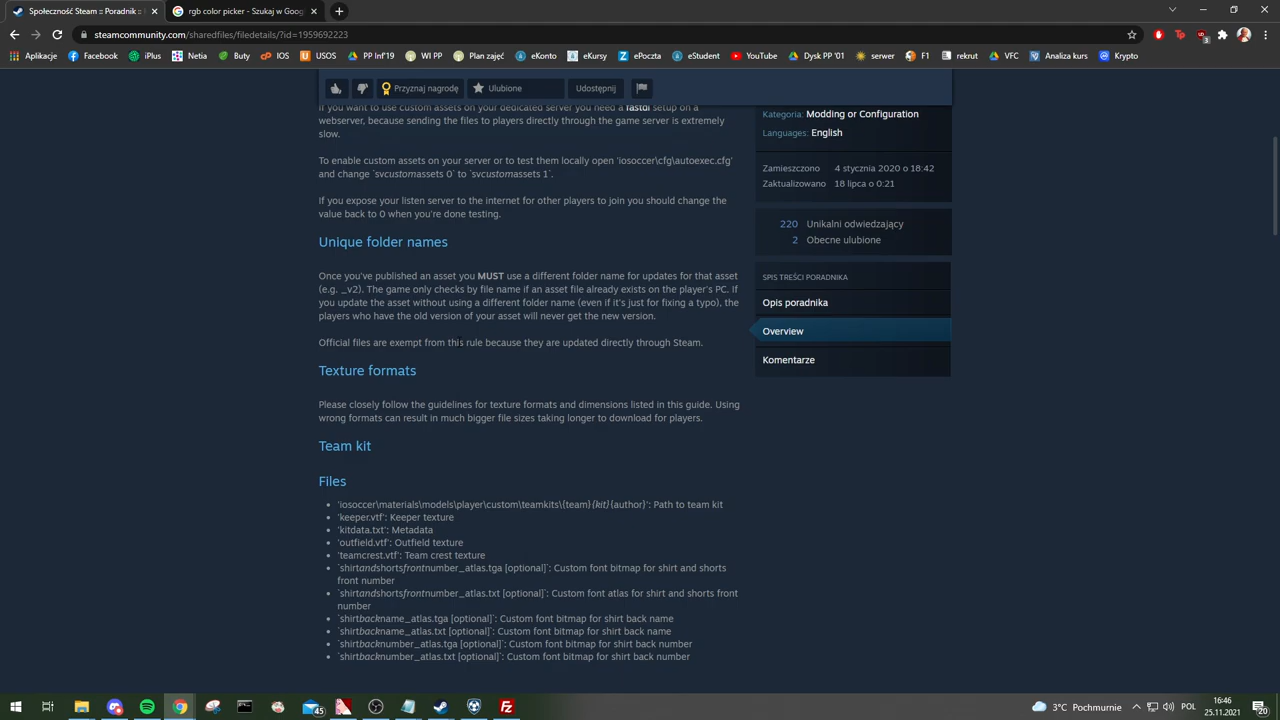 Społeczność Steam :: Poradnik ::
rgb color picker - Szukaj w Goog
steamcommunity.com/sharedfiles/filedetails/?id=1959692223
Aplikacje Facebook iPlus Netia Buty IOS USOS PP Inf'19 WI PP Plan zajęć eKonto eKursy ePoczta eStudent YouTube Dysk PP '01 serwer F1 rekrut VFC Analiza kurs Krypto
Przyznaj nagrodę Ulubione Udostępnij
If you want to use custom assets on your dedicated server you need a fastdl setup on a
webserver, because sending the files to players directly through the game server is extremely
slow.
To enable custom assets on your server or to test them locally open 'iosoccer\cfg\autoexec.cfg'
and change `svcustomassets 0` to `svcustomassets 1`.
If you expose your listen server to the internet for other players to join you should change the
value back to 0 when you're done testing.
Unique folder names
Once you've published an asset you MUST use a different folder name for updates for that asset
(e.g. _v2). The game only checks by file name if an asset file already exists on the player's PC. If
you update the asset without using a different folder name (even if it's just for fixing a typo), the
players who have the old version of your asset will never get the new version.
Official files are exempt from this rule because they are updated directly through Steam.
Texture formats
Please closely follow the guidelines for texture formats and dimensions listed in this guide. Using
wrong formats can result in much bigger file sizes taking longer to download for players.
Team kit
Files
'iosoccer\materials\models\player\custom\teamkits\{team}{kit}{author}': Path to team kit
'keeper.vtf': Keeper texture
'kitdata.txt': Metadata
'outfield.vtf': Outfield texture
'teamcrest.vtf': Team crest texture
`shirtandshortsfrontnumber_atlas.tga [optional]`: Custom font bitmap for shirt and shorts
front number
`shirtandshortsfrontnumber_atlas.txt [optional]`: Custom font atlas for shirt and shorts front
number
`shirtbackname_atlas.tga [optional]`: Custom font bitmap for shirt back name
`shirtbackname_atlas.txt [optional]`: Custom font bitmap for shirt back name
`shirtbacknumber_atlas.tga [optional]`: Custom font bitmap for shirt back number
`shirtbacknumber_atlas.txt [optional]`: Custom font bitmap for shirt back number
Kategoria: Modding or Configuration
Languages: English
Zamieszczono 4 stycznia 2020 o 18:42
Zaktualizowano 18 lipca o 0:21
220 Unikalni odwiedzający
2 Obecne ulubione
SPIS TREŚCI PORADNIKA
Opis poradnika
Overview
Komentarze
45
3°C Pochmurnie
POL
16:46
25.11.2021